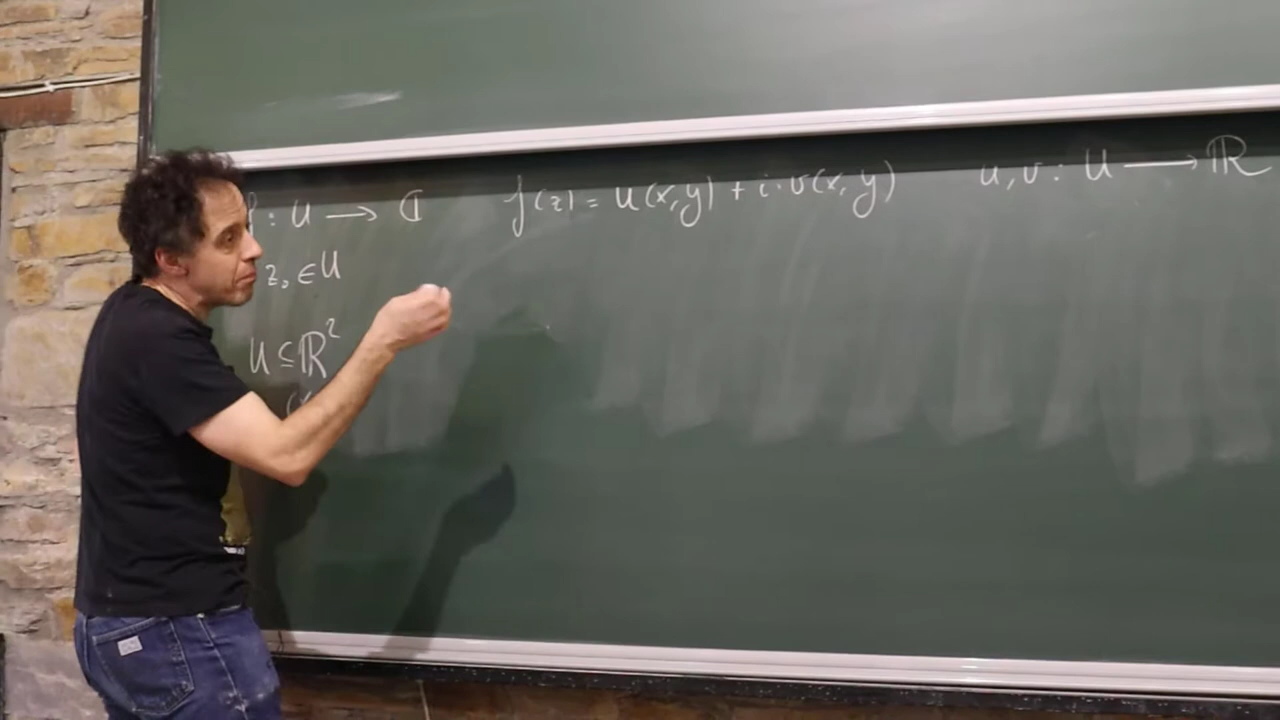 f : U ⟶ ℂ f(z) = u(x,y) + i·v(x,y) u,v : U ⟶ ℝ
z₀ ∈ U
U ⊆ ℝ²
(x